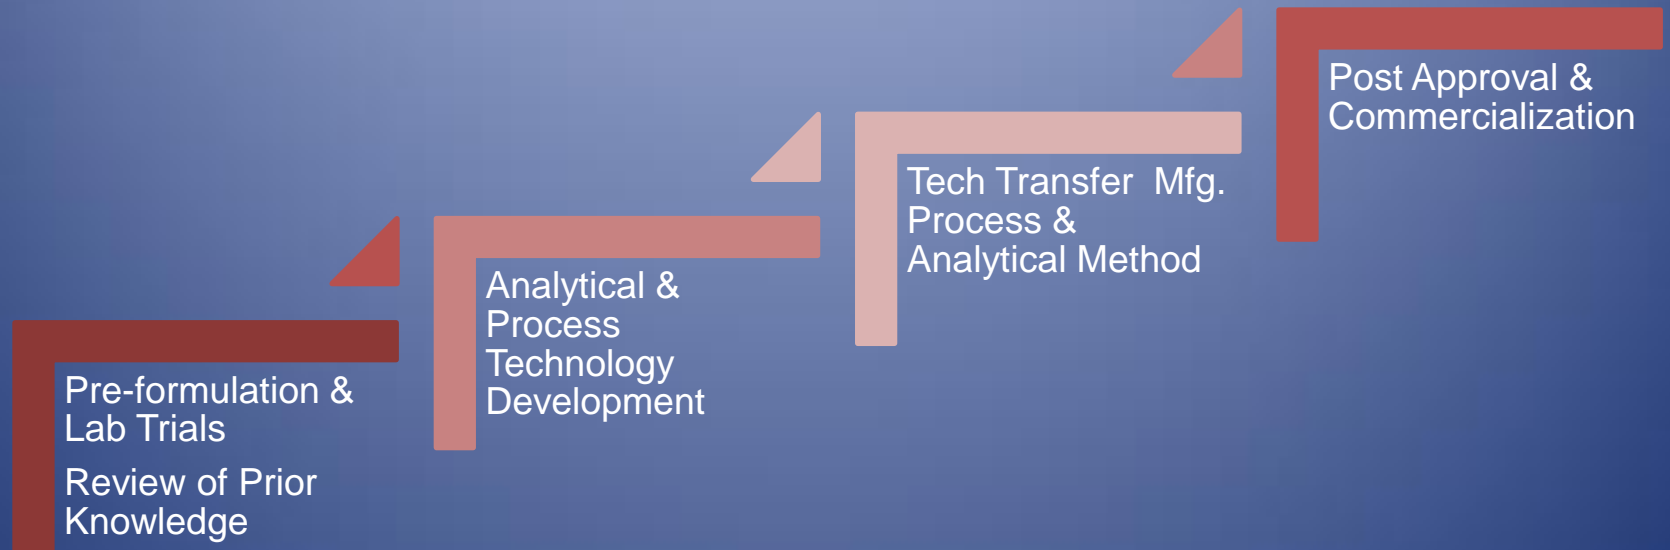 Pre-formulation &
Lab Trials
Review of Prior
Knowledge
Analytical &
Process
Technology
Development
Tech Transfer  Mfg.
Process &
Analytical Method
Post Approval &
Commercialization